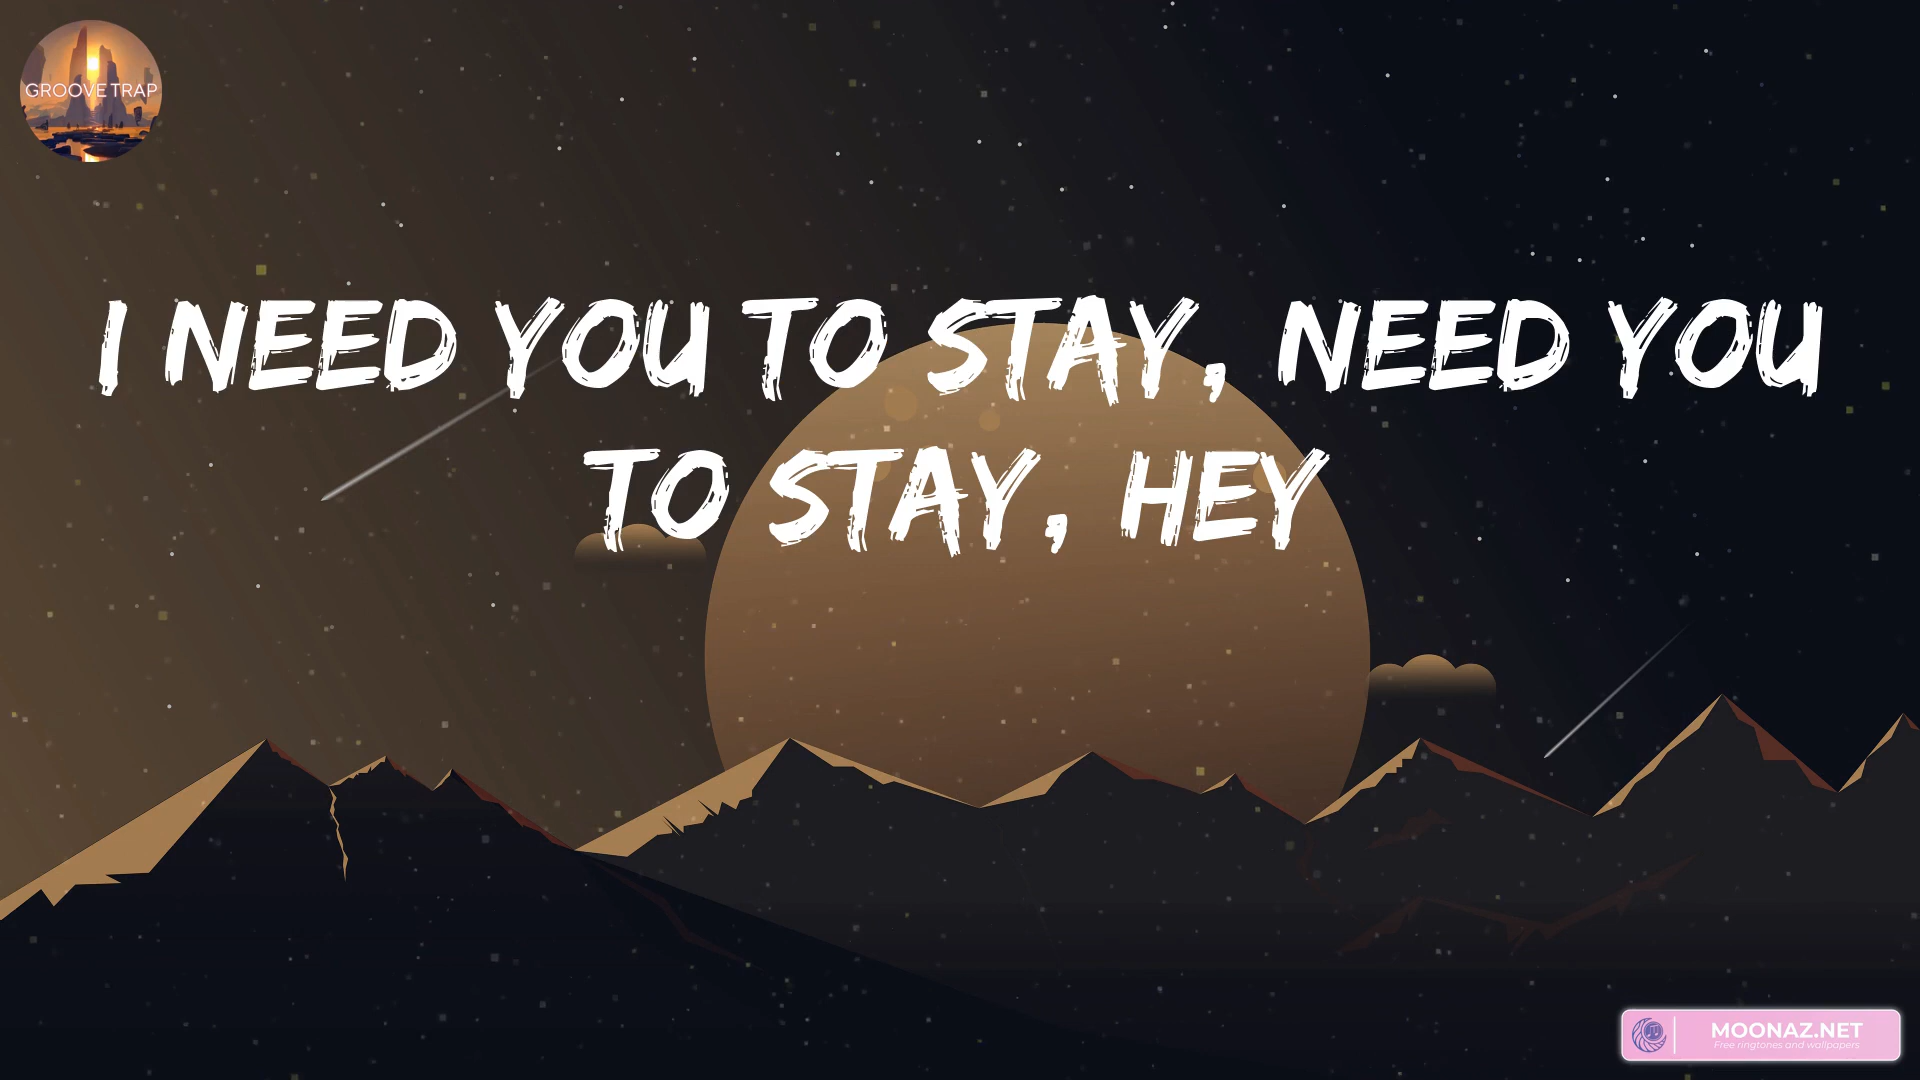 GROOVE TRAP
I NEED YOU TO STAY, NEED YOU
TO STAY, HEY
MOONAZ.NET
Free ringtones and wallpapers